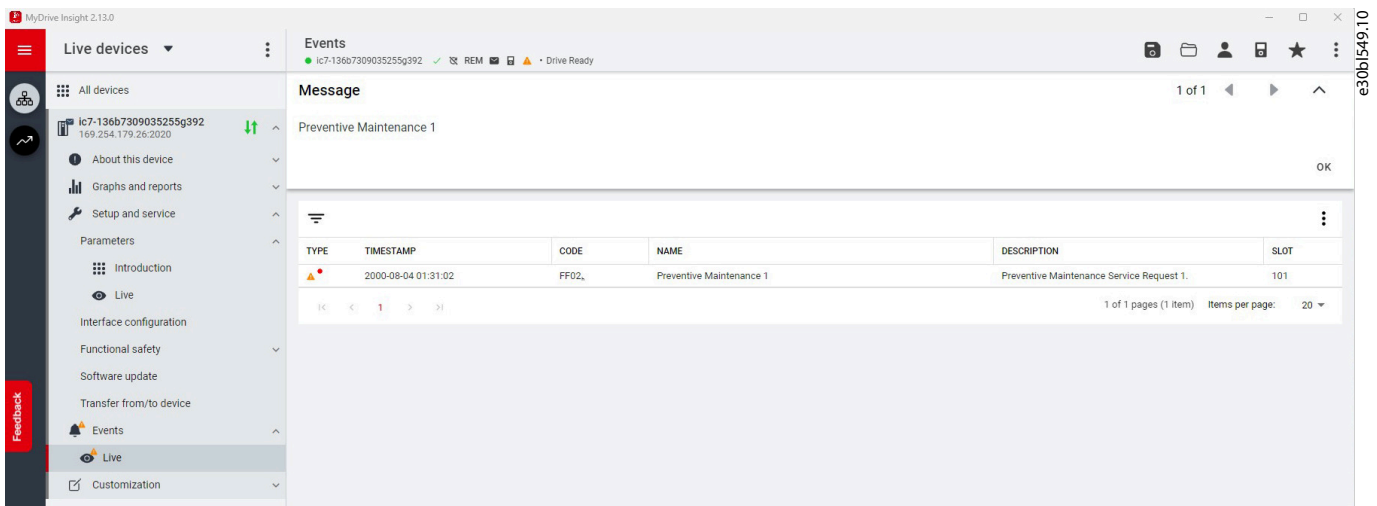 MyDrive Insight 2.13.0
Live devices
Events
ic7-136b7309035255g392 REM • Drive Ready
All devices
ic7-136b7309035255g392
169.254.179.26:2020
About this device
Graphs and reports
Setup and service
Parameters
Introduction
Live
Interface configuration
Functional safety
Software update
Transfer from/to device
Events
Live
Customization
Feedback
Message
1 of 1
Preventive Maintenance 1
OK
TYPE TIMESTAMP CODE NAME DESCRIPTION SLOT
2000-08-04 01:31:02 FF02ₕ Preventive Maintenance 1 Preventive Maintenance Service Request 1. 101
1
1 of 1 pages (1 item) Items per page: 20
e30bl549.10